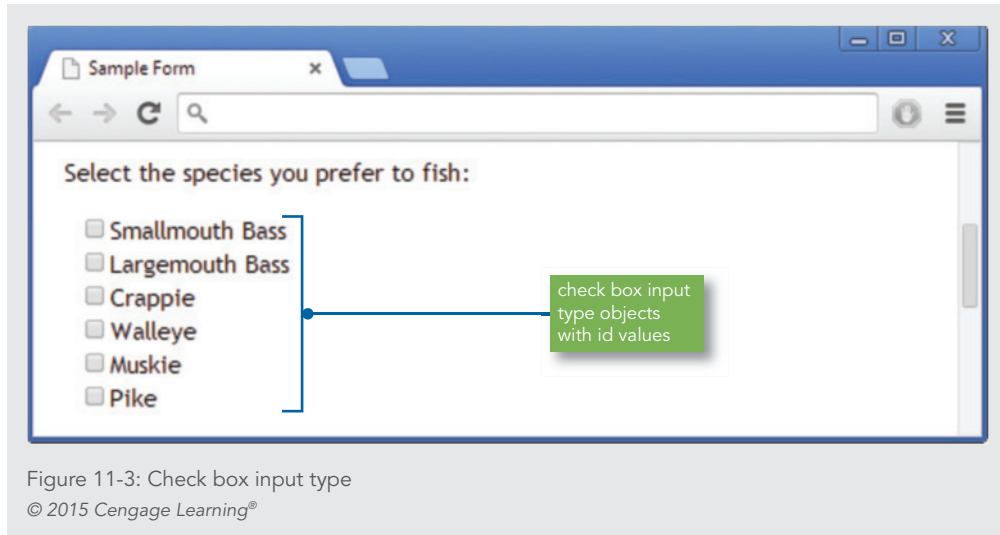 Sample Form
Select the species you prefer to fish:
Smallmouth Bass
Largemouth Bass
Crappie
Walleye
Muskie
Pike
check box input
type objects
with id values
Figure 11-3: Check box input type
© 2015 Cengage Learning®